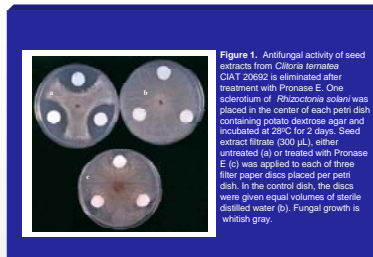 a
b
c
Figure 1. Antifungal activity of seed
extracts from Clitoria ternatea
CIAT 20692 is eliminated after
treatment with Pronase E. One
sclerotium of Rhizoctonia solani was
placed in the center of each petri dish
containing potato dextrose agar and
incubated at 28ºC for 2 days. Seed
extract filtrate (300 µL), either
untreated (a) or treated with Pronase
E (c) was applied to each of three
filter paper discs placed per petri
dish. In the control dish, the discs
were given equal volumes of sterile
distilled water (b). Fungal growth is
whitish gray.